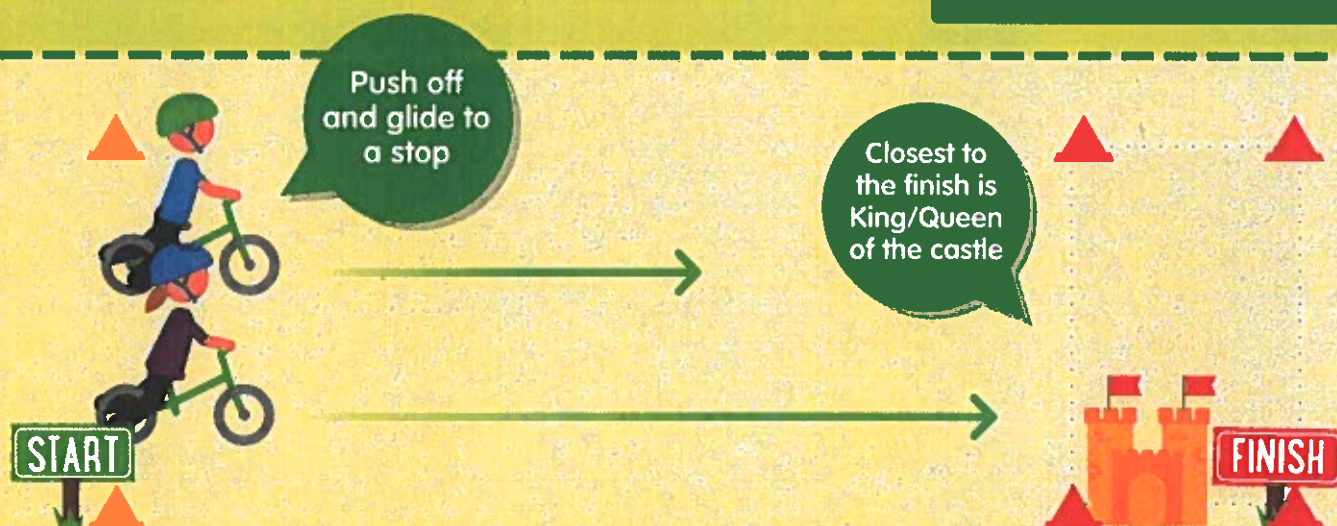 Push off
and glide to
a stop
Closest to
the finish is
King/Queen
of the castle
START
FINISH